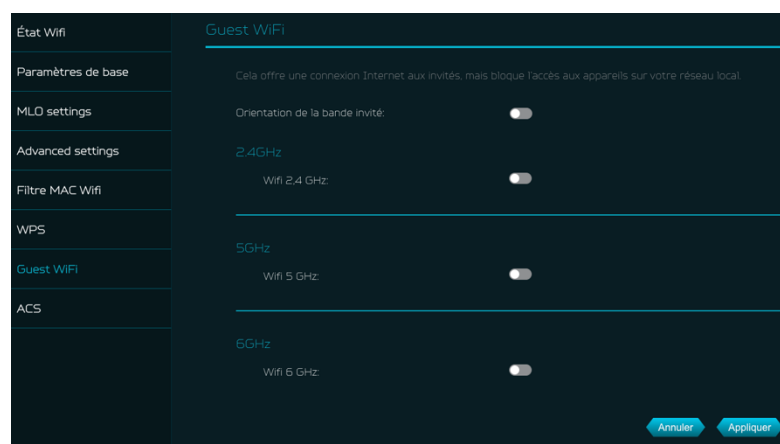 État Wifi
Paramètres de base
MLO settings
Advanced settings
Filtre MAC Wifi
WPS
Guest WiFi
ACS
Guest WiFi
Cela offre une connexion Internet aux invités, mais bloque l'accès aux appareils sur votre réseau local.
Orientation de la bande invité:
2.4GHz
Wifi 2,4 GHz:
5GHz
Wifi 5 GHz:
6GHz
Wifi 6 GHz:
Annuler
Appliquer